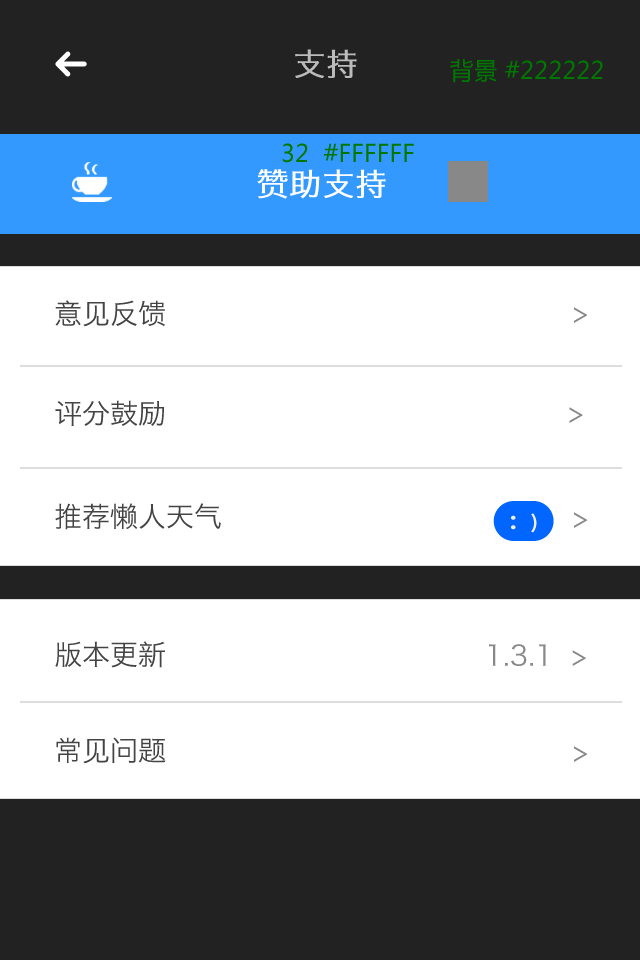 支持
背景 #222222
32 #FFFFFF
赞助支持
意见反馈 >
评分鼓励 >
推荐懒人天气 : ) >
版本更新 1.3.1 >
常见问题 >